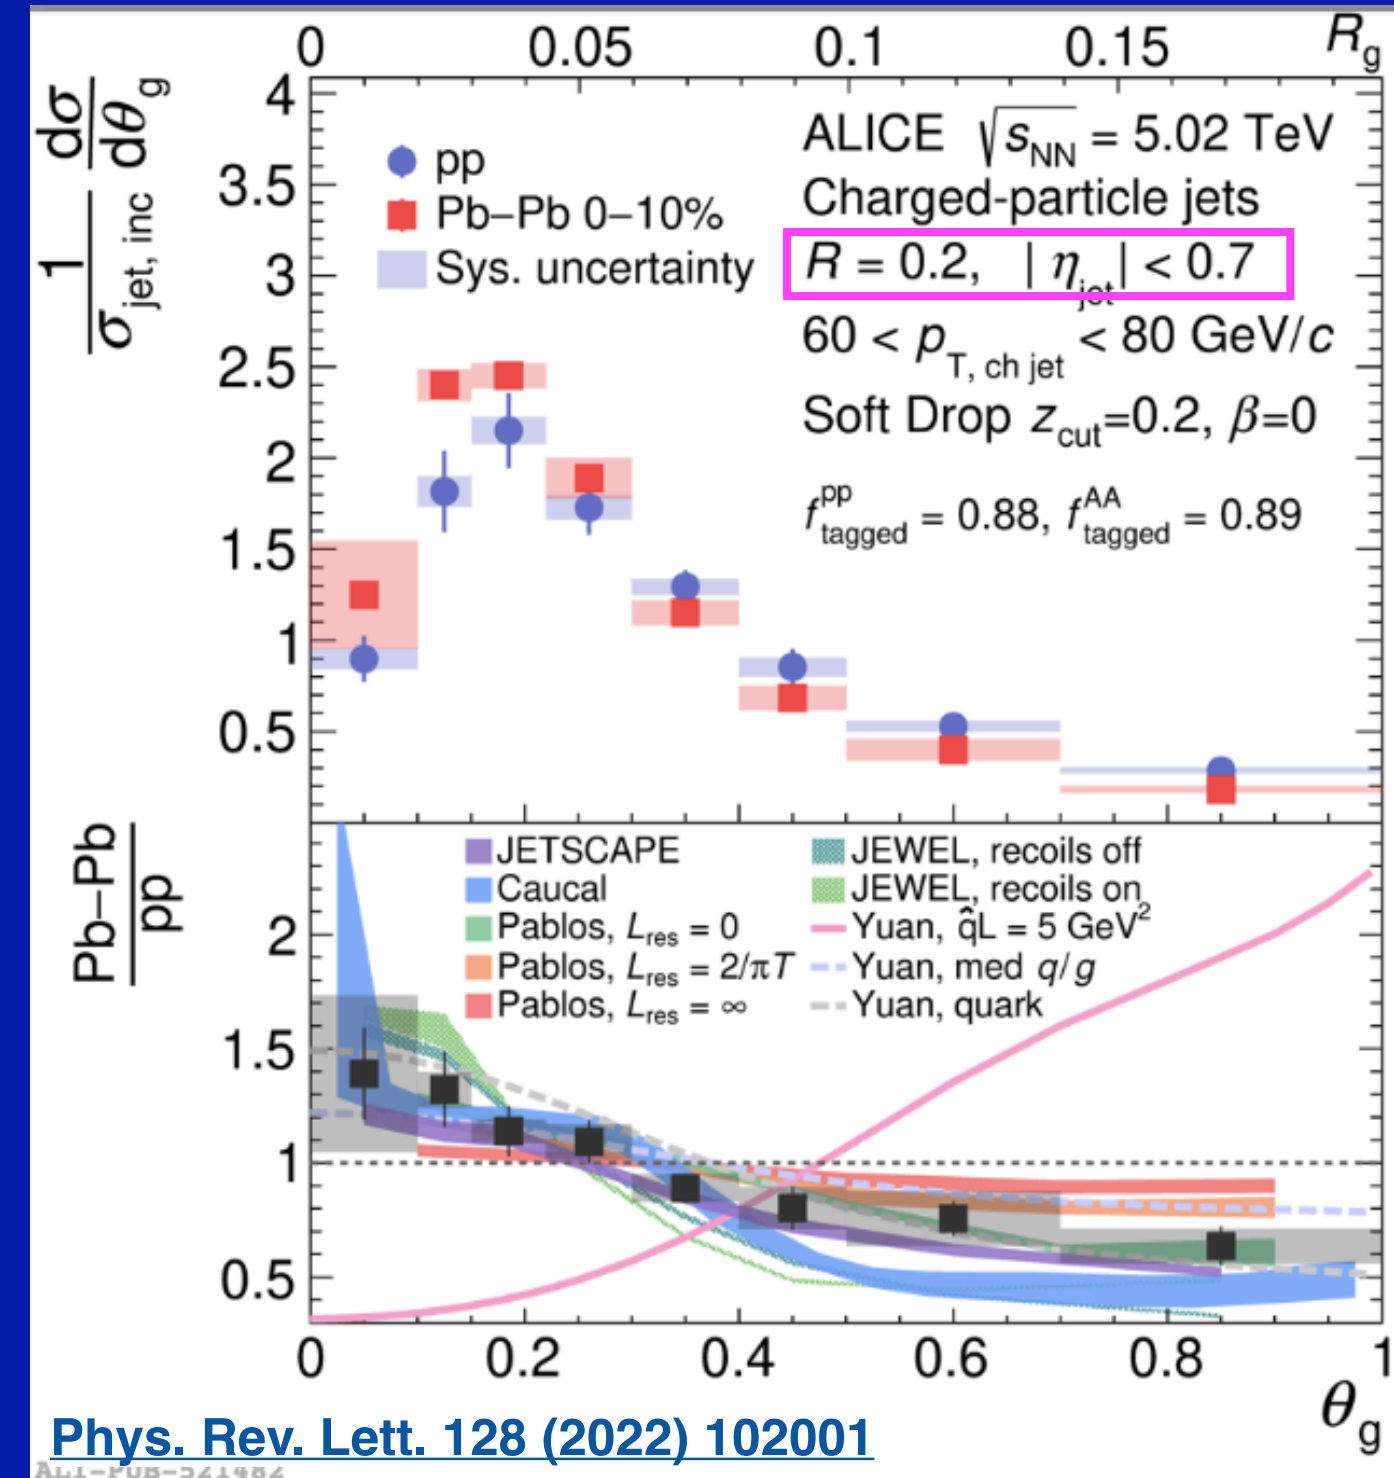 0 0.05 0.1 0.15 R_g
1/σ_jet, inc dσ/dθ_g
4
3.5
3
2.5
2
1.5
1
0.5
pp
Pb–Pb 0–10%
Sys. uncertainty
ALICE √s_NN = 5.02 TeV
Charged-particle jets
R = 0.2, | η_jet| < 0.7
60 < p_T, ch jet < 80 GeV/c
Soft Drop z_cut=0.2, β=0
f^pp_tagged = 0.88, f^AA_tagged = 0.89
Pb–Pb/pp
2
1.5
1
0.5
JETSCAPE
Caucal
Pablos, L_res = 0
Pablos, L_res = 2/πT
Pablos, L_res = ∞
JEWEL, recoils off
JEWEL, recoils on
Yuan, q̂L = 5 GeV²
Yuan, med q/g
Yuan, quark
0 0.2 0.4 0.6 0.8 1
θ_g
Phys. Rev. Lett. 128 (2022) 102001
ALI-PUB-521482